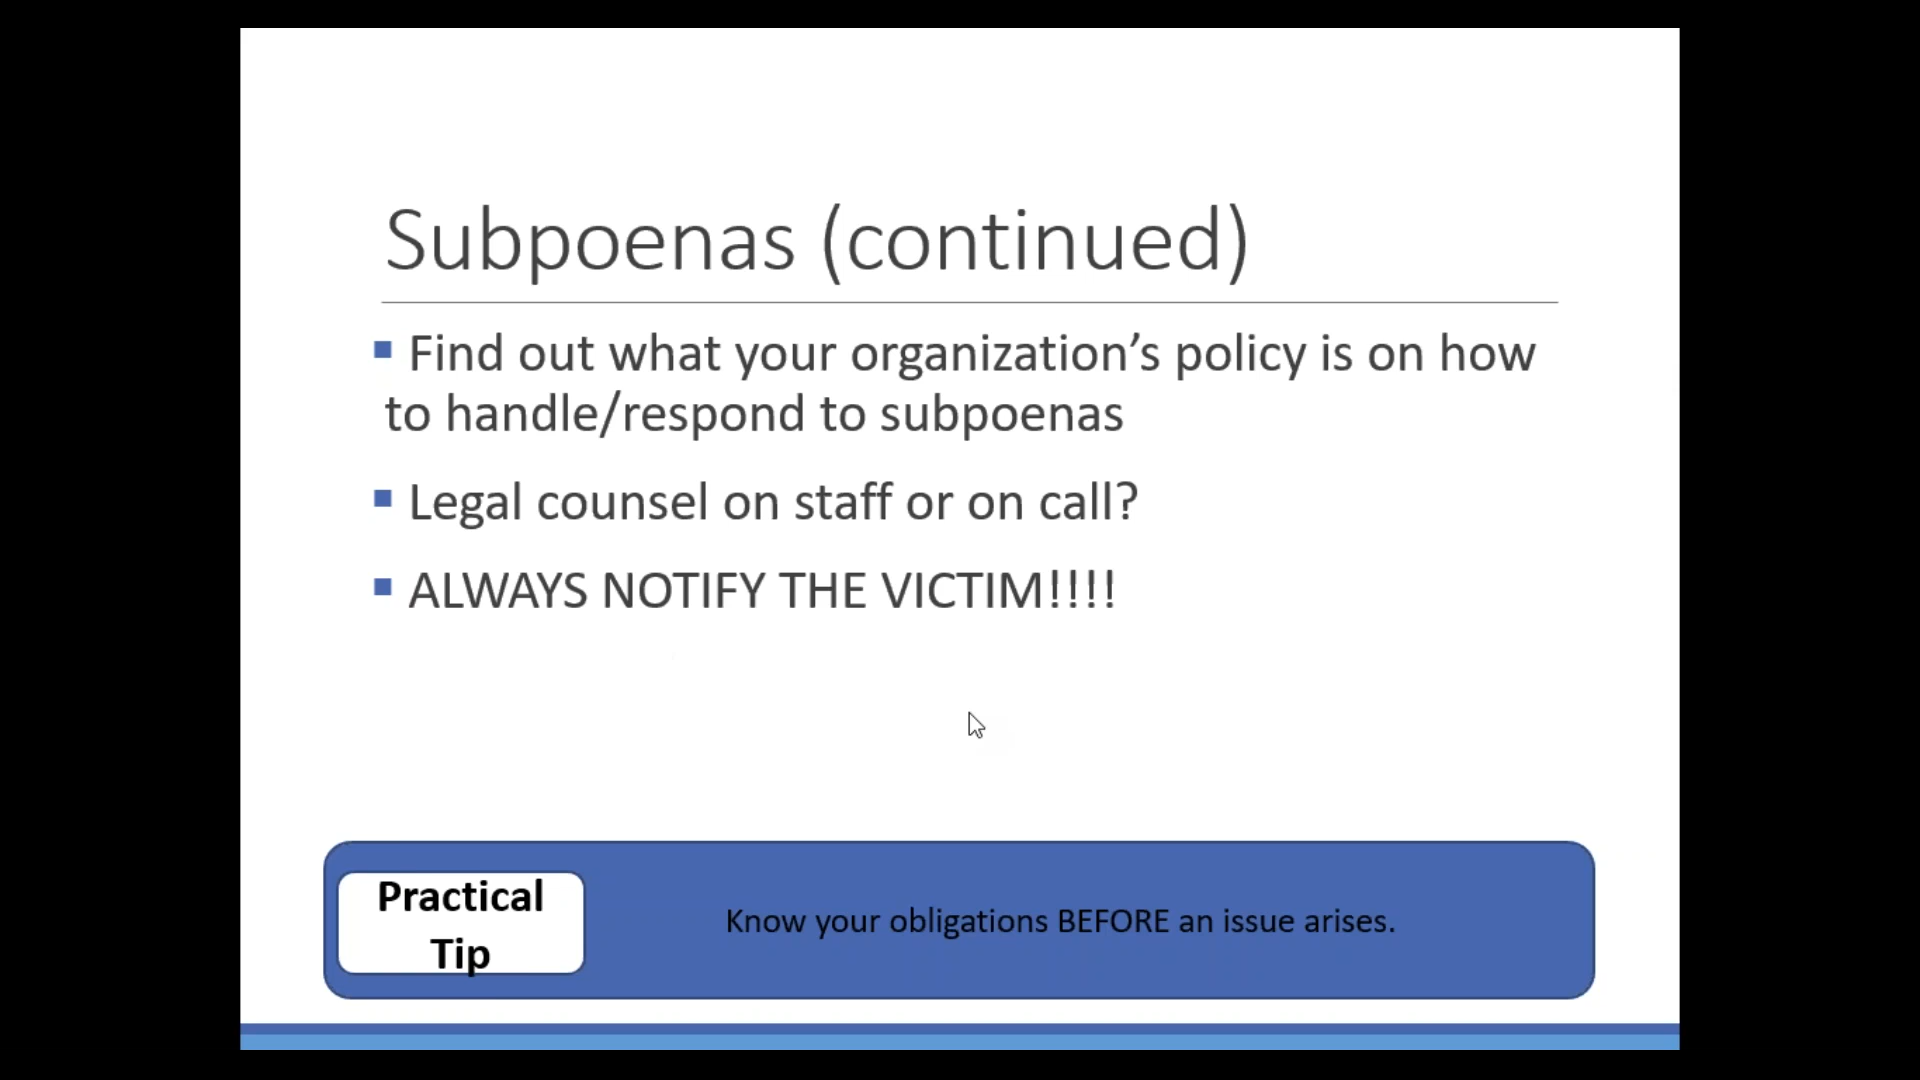 Subpoenas (continued)
▪ Find out what your organization’s policy is on how
to handle/respond to subpoenas
▪ Legal counsel on staff or on call?
▪ ALWAYS NOTIFY THE VICTIM!!!!
Practical
Tip
Know your obligations BEFORE an issue arises.